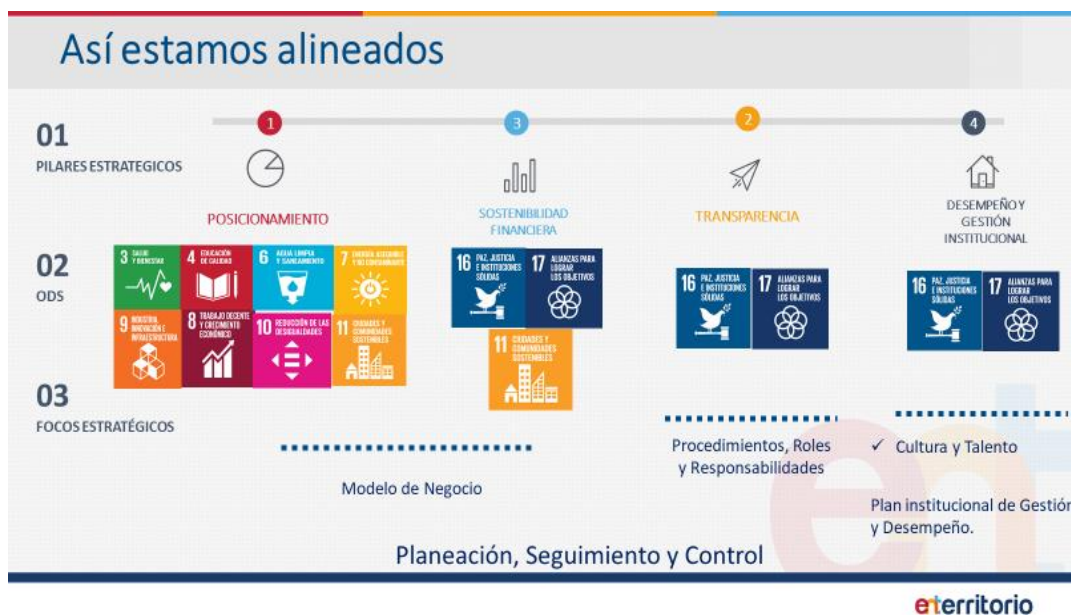 Así estamos alineados
01
PILARES ESTRATEGICOS
1
3
2
4
POSICIONAMIENTO
SOSTENIBILIDAD
FINANCIERA
TRANSPARENCIA
DESEMPEÑO Y
GESTIÓN
INSTITUCIONAL
02
ODS
3 SALUD
Y BIENESTAR
4 EDUCACIÓN
DE CALIDAD
6 AGUA LIMPIA
Y SANEAMIENTO
7 ENERGÍA ASEQUIBLE
Y NO CONTAMINANTE
9 INDUSTRIA,
INNOVACIÓN E
INFRAESTRUCTURA
8 TRABAJO DECENTE
Y CRECIMIENTO
ECONÓMICO
10 REDUCCIÓN DE LAS
DESIGUALDADES
11 CIUDADES Y
COMUNIDADES
SOSTENIBLES
16 PAZ, JUSTICIA
E INSTITUCIONES
SÓLIDAS
17 ALIANZAS PARA
LOGRAR
LOS OBJETIVOS
11 CIUDADES Y
COMUNIDADES
SOSTENIBLES
16 PAZ, JUSTICIA
E INSTITUCIONES
SÓLIDAS
17 ALIANZAS PARA
LOGRAR
LOS OBJETIVOS
16 PAZ, JUSTICIA
E INSTITUCIONES
SÓLIDAS
17 ALIANZAS PARA
LOGRAR
LOS OBJETIVOS
03
FOCOS ESTRATÉGICOS
Modelo de Negocio
Procedimientos, Roles
y Responsabilidades
✓ Cultura y Talento
Plan institucional de Gestión
y Desempeño.
Planeación, Seguimiento y Control
ent
enterritorio